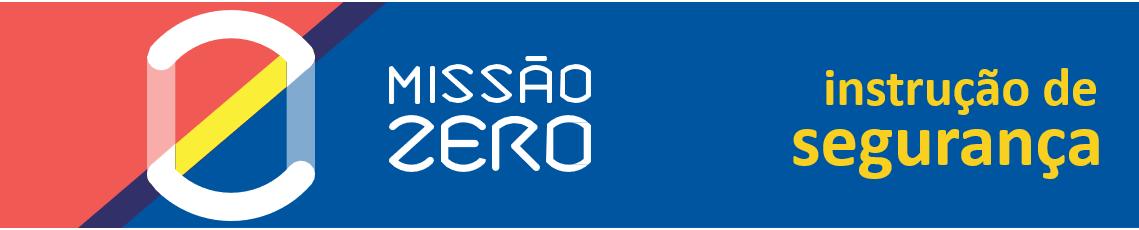 MISSÃO
ZERO
instrução de
segurança